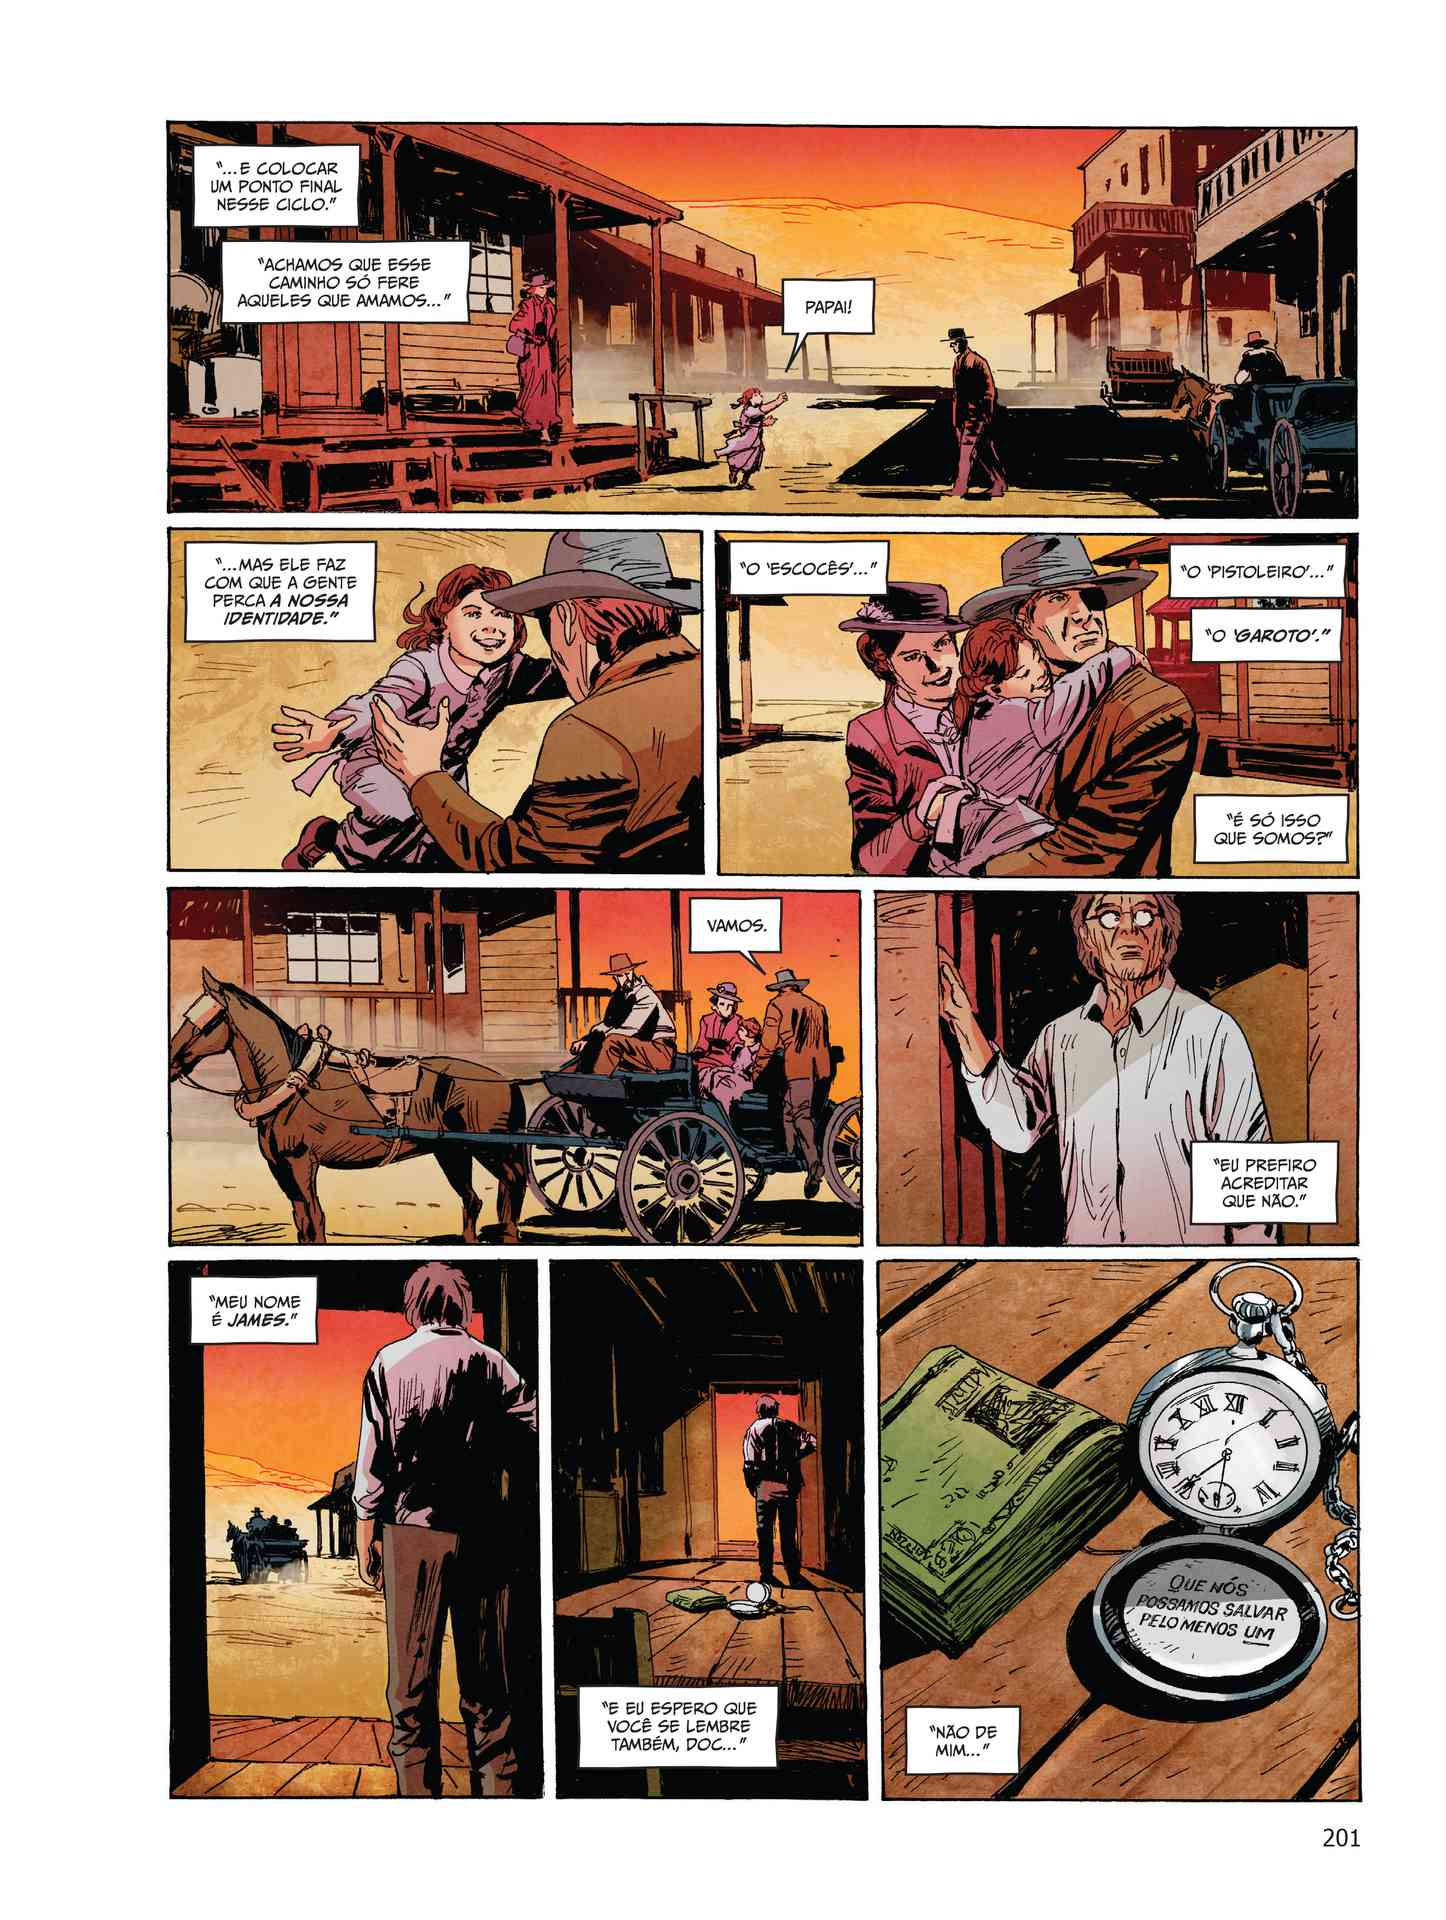 "...E COLOCAR
UM PONTO FINAL
NESSE CICLO."
"ACHAMOS QUE ESSE
CAMINHO SÓ FERE
AQUELES QUE AMAMOS..."
PAPAI!
"...MAS ELE FAZ
COM QUE A GENTE
PERCA A NOSSA
IDENTIDADE."
"O 'ESCOCÊS'..."
"O 'PISTOLEIRO'..."
"O 'GAROTO'."
"É SÓ ISSO
QUE SOMOS?"
VAMOS.
"EU PREFIRO
ACREDITAR
QUE NÃO."
"MEU NOME
É JAMES."
"E EU ESPERO QUE
VOCÊ SE LEMBRE
TAMBÉM, DOC..."
XII
QUE NÓS
POSSAMOS SALVAR
PELO MENOS UM
"NÃO DE
MIM..."
201